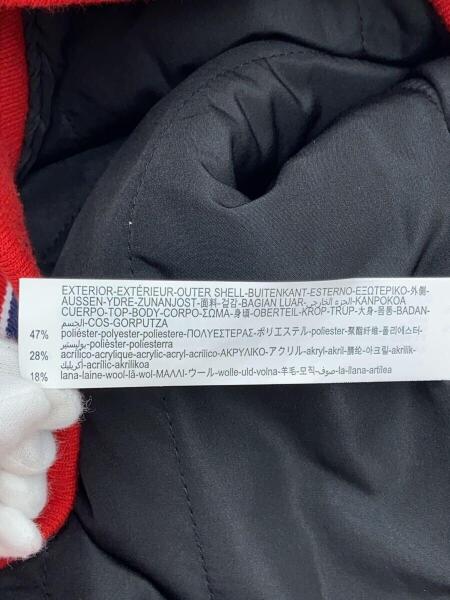 EXTERIOR-EXTÉRIEUR-OUTER SHELL-BUITENKANT-ESTERNO-ΕΞΩΤΕΡΙΚΟ-外側-
AUSSEN-YDRE-ZUNANJOST-面料-겉감-BAGIAN LUAR-الجزء الخارجي-KANPOKOA
CUERPO-TOP-BODY-CORPO-ΣΩΜΑ-身頃-OBERTEIL-KROP-TRUP-大身-몸통-BADAN-
الجسم-COS-GORPUTZA
47% poliéster-polyester-poliestere-ΠΟΛΥΕΣΤΕΡΑΣ-ポリエステル-poliester-聚酯纤维-폴리에스터-
بوليستير-polièster-poliesterra
28% acrílico-acrylique-acrylic-acryl-acrilico-ΑΚΡΥΛΙΚΟ-アクリル-akryl-akril-腈纶-아크릴-akrilik-
أكريليك-acrílic-akrilikoa
18% lana-laine-wool-lã-wol-ΜΑΛΛΙ-ウール-wolle-uld-volna-羊毛-모직-صوف-la-llana-artilea